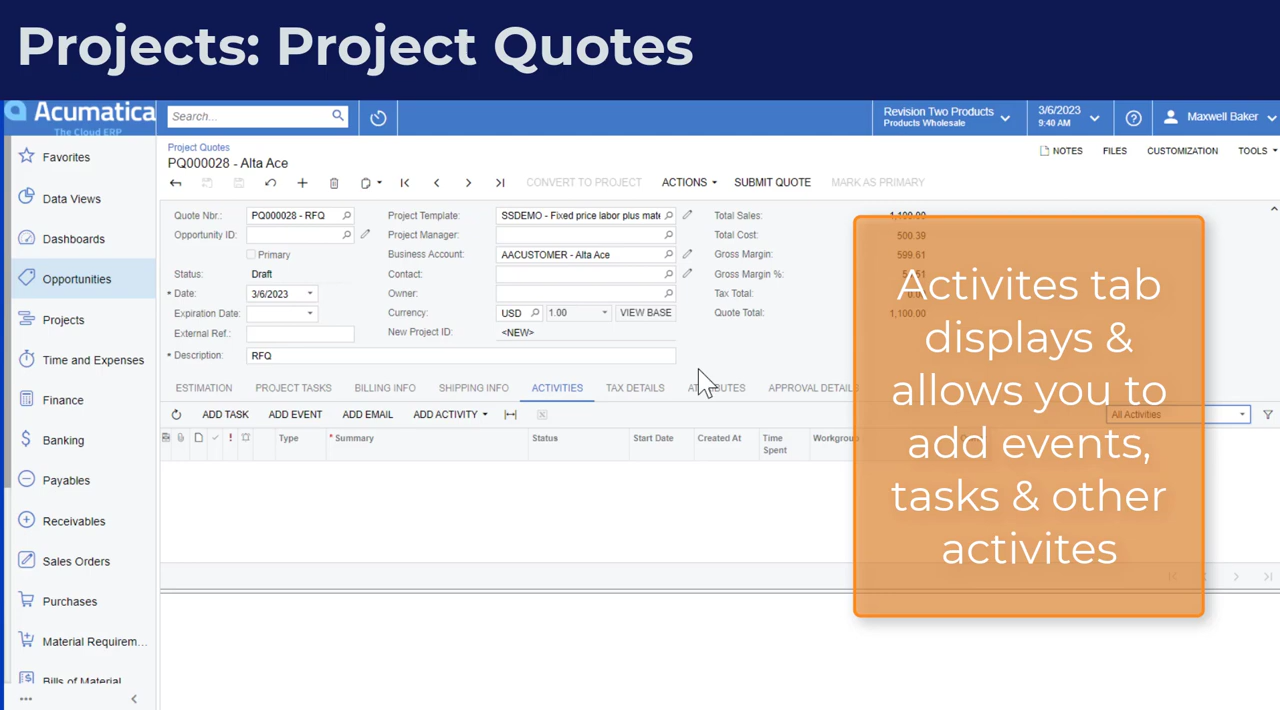 Projects: Project Quotes
Acumatica
The Cloud ERP
Search...
Revision Two Products
Products Wholesale
3/6/2023
9:40 AM
Maxwell Baker
Favorites
Data Views
Dashboards
Opportunities
Projects
Time and Expenses
Finance
Banking
Payables
Receivables
Sales Orders
Purchases
Material Requirem...
Bills of Material
Project Quotes
PQ000028 - Alta Ace
NOTES FILES CUSTOMIZATION TOOLS
CONVERT TO PROJECT ACTIONS SUBMIT QUOTE MARK AS PRIMARY
Quote Nbr.: PQ000028 - RFQ
Opportunity ID:
Primary
Status: Draft
* Date: 3/6/2023
Expiration Date:
External Ref.:
* Description: RFQ
Project Template: SSDEMO - Fixed price labor plus mate
Project Manager:
Business Account: AACUSTOMER - Alta Ace
Contact:
Owner:
Currency: USD 1.00 VIEW BASE
New Project ID: <NEW>
Total Sales: 1,100.00
Total Cost: 500.39
Gross Margin: 599.61
Gross Margin %:
Tax Total:
Quote Total: 1,100.00
ESTIMATION PROJECT TASKS BILLING INFO SHIPPING INFO ACTIVITIES TAX DETAILS ATTRIBUTES APPROVAL DETAILS
ADD TASK ADD EVENT ADD EMAIL ADD ACTIVITY All Activities
! Type * Summary Status Start Date Created At Time Spent Workgroup
Activites tab
displays &
allows you to
add events,
tasks & other
activites